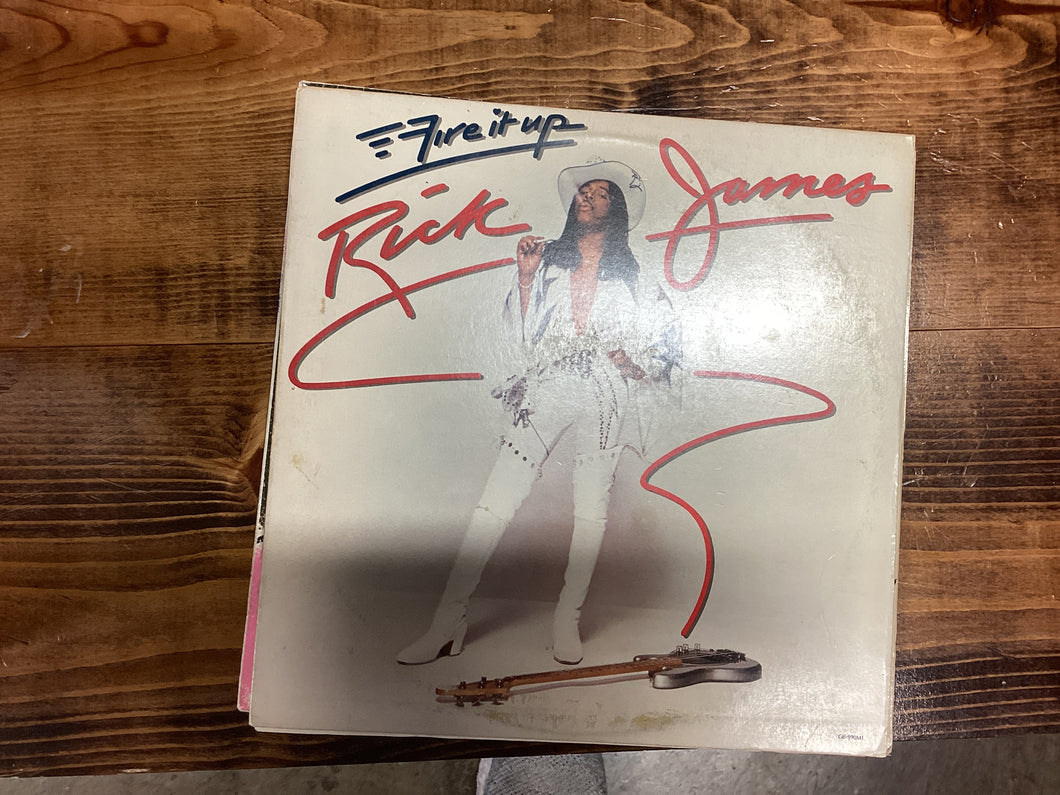 Fire it up
Rick James